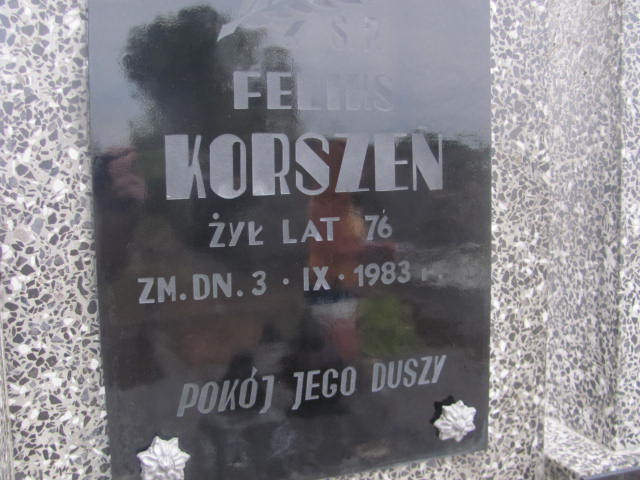 Ś.P.
FELIKS
KORSZEN
ŻYŁ LAT 76
ZM. DN. 3 · IX · 1983 r.
POKÓJ JEGO DUSZY